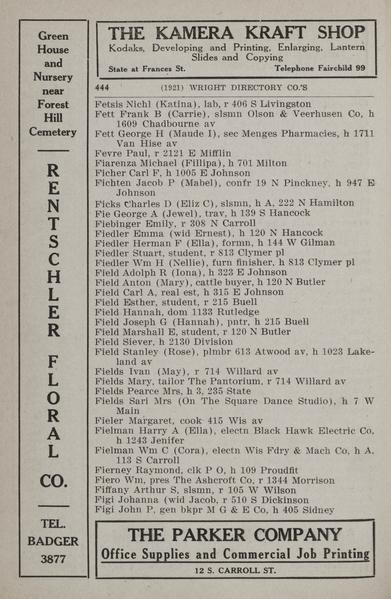 Green
House
and
Nursery
near
Forest
Hill
Cemetery
RENTSCHLER FLORAL CO.
TEL.
BADGER
3877
THE KAMERA KRAFT SHOP
Kodaks, Developing and Printing, Enlarging, Lantern
Slides and Copying
State at Frances St. Telephone Fairchild 99
444 (1921) WRIGHT DIRECTORY CO.'S
Fetsis Nichl (Katina), lab, r 406 S Livingston
Fett Frank B (Carrie), slsmn Olson & Veerhusen Co, h
1609 Chadbourne av
Fett George H (Maude I), sec Menges Pharmacies, h 1711
Van Hise av
Fevre Paul, r 2121 E Mifflin
Fiarenza Michael (Fillipa), h 701 Milton
Ficher Carl F, h 1005 E Johnson
Fichten Jacob P (Mabel), confr 19 N Pinckney, h 947 E
Johnson
Ficks Charles D (Eliz C), slsmn, h A, 222 N Hamilton
Fie George A (Jewel), trav, h 139 S Hancock
Fiebinger Emily, r 308 N Carroll
Fiedler Emma (wid Ernest), h 120 N Hancock
Fiedler Herman F (Ella), formn, h 144 W Gilman
Fiedler Stuart, student, r 813 Clymer pl
Fiedler Wm H (Nellie), furn finisher, h 813 Clymer pl
Field Adolph R (Iona), h 323 E Johnson
Field Anton (Mary), cattle buyer, h 120 N Butler
Field Carl A, real est, h 315 E Johnson
Field Esther, student, r 215 Buell
Field Hannah, dom 1133 Rutledge
Field Joseph G (Hannah), pntr, h 215 Buell
Field Marshall E, student, r 120 N Butler
Field Siever, h 2130 Division
Field Stanley (Rose), plmbr 613 Atwood av, h 1023 Lake-
land av
Fields Ivan (May), r 714 Willard av
Fields Mary, tailor The Pantorium, r 714 Willard av
Fields Pearce Mrs, h 3, 235 State
Fields Sari Mrs (On The Square Dance Studio), h 7 W
Main
Fieler Margaret, cook 415 Wis av
Fielman Harry A (Ella), electn Black Hawk Electric Co,
h 1243 Jenifer
Fielman Wm C (Cora), electn Wis Fdry & Mach Co, h A,
113 S Carroll
Fierney Raymond, clk P O, h 109 Proudfit
Fiero Wm, pres The Ashcroft Co, r 1344 Morrison
Fiffany Arthur S, slsmn, r 105 W Wilson
Figi Johanna (wid Jacob, r 510 S Dickinson
Figi John P, gen bkpr M G & E Co, h 405 Sidney
THE PARKER COMPANY
Office Supplies and Commercial Job Printing
12 S. CARROLL ST.